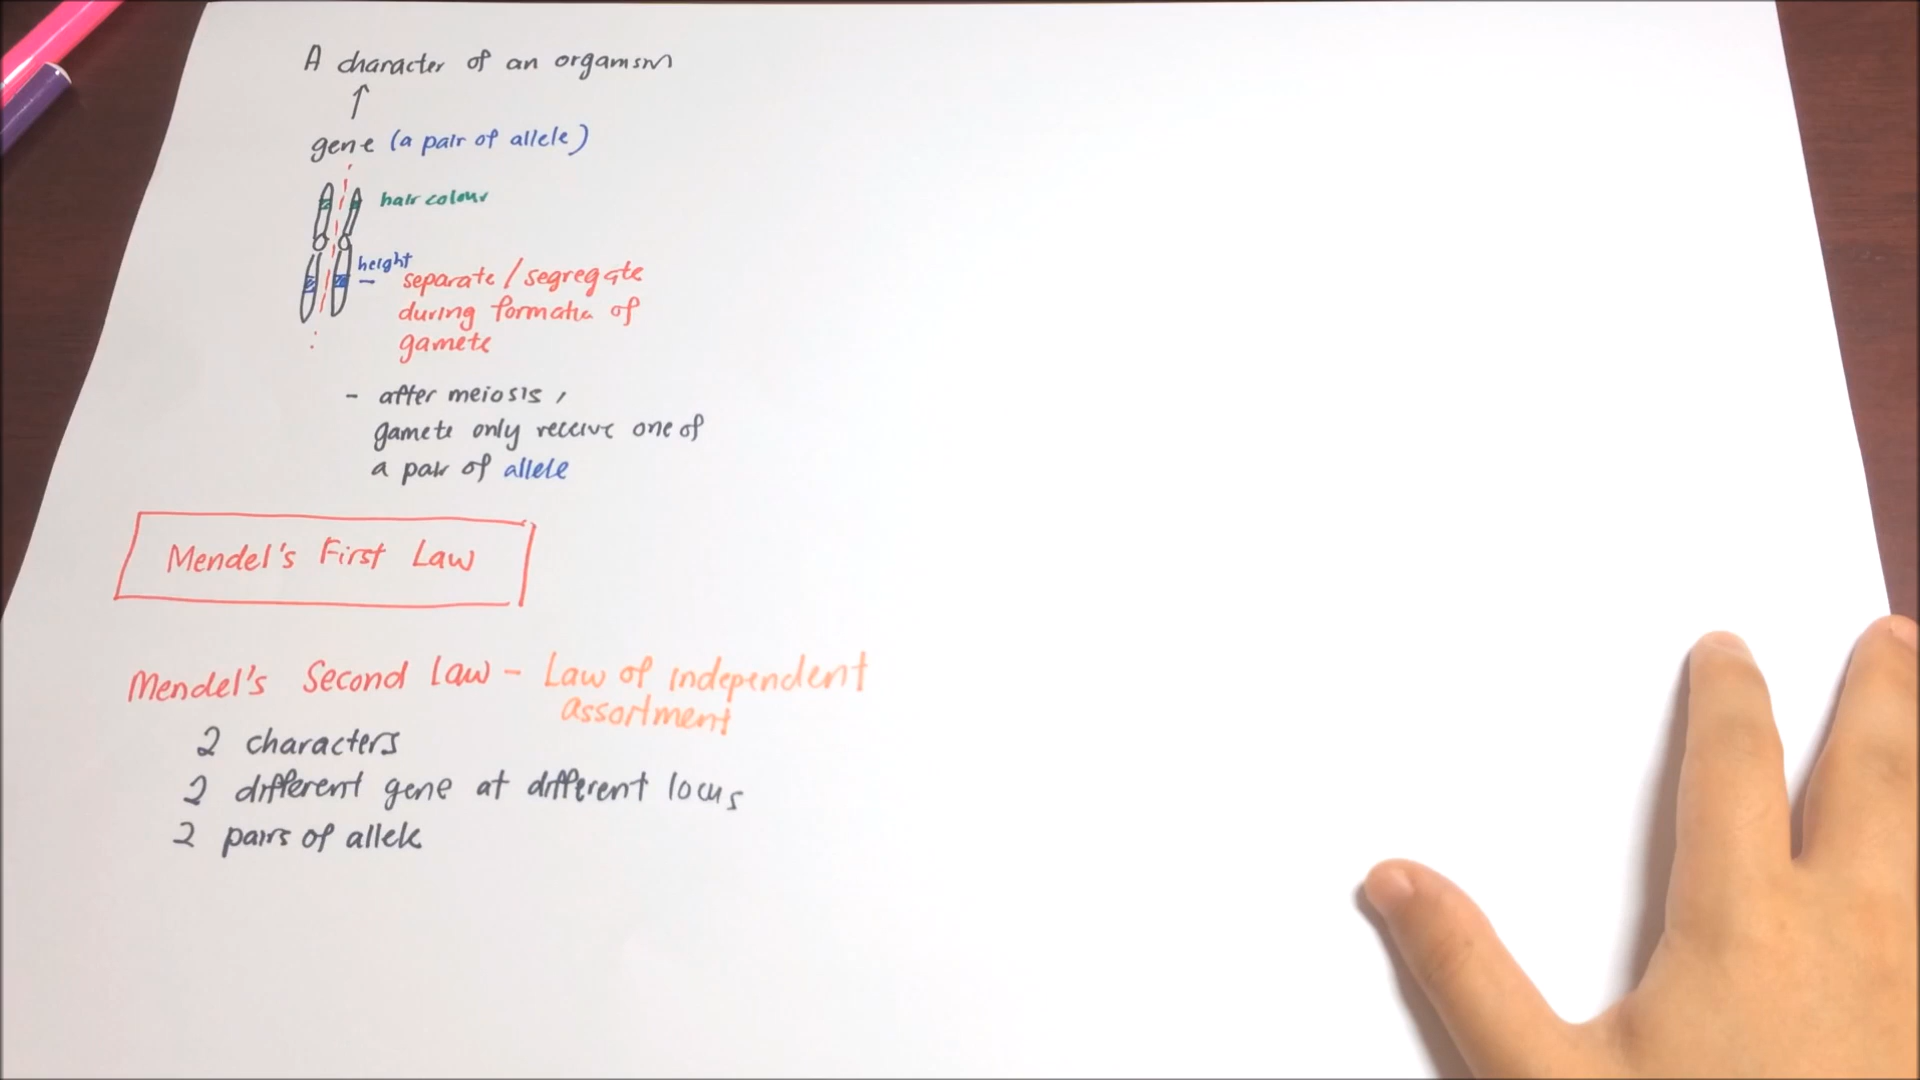 A character of an organism
↑
gene (a pair of allele)
hair colour
height
separate/segregate
during formation of
gamete
- after meiosis,
gamete only receive one of
a pair of allele
Mendel's First Law
Mendel's Second Law - Law of independent
assortment
2 characters
2 different gene at different locus
2 pairs of allele